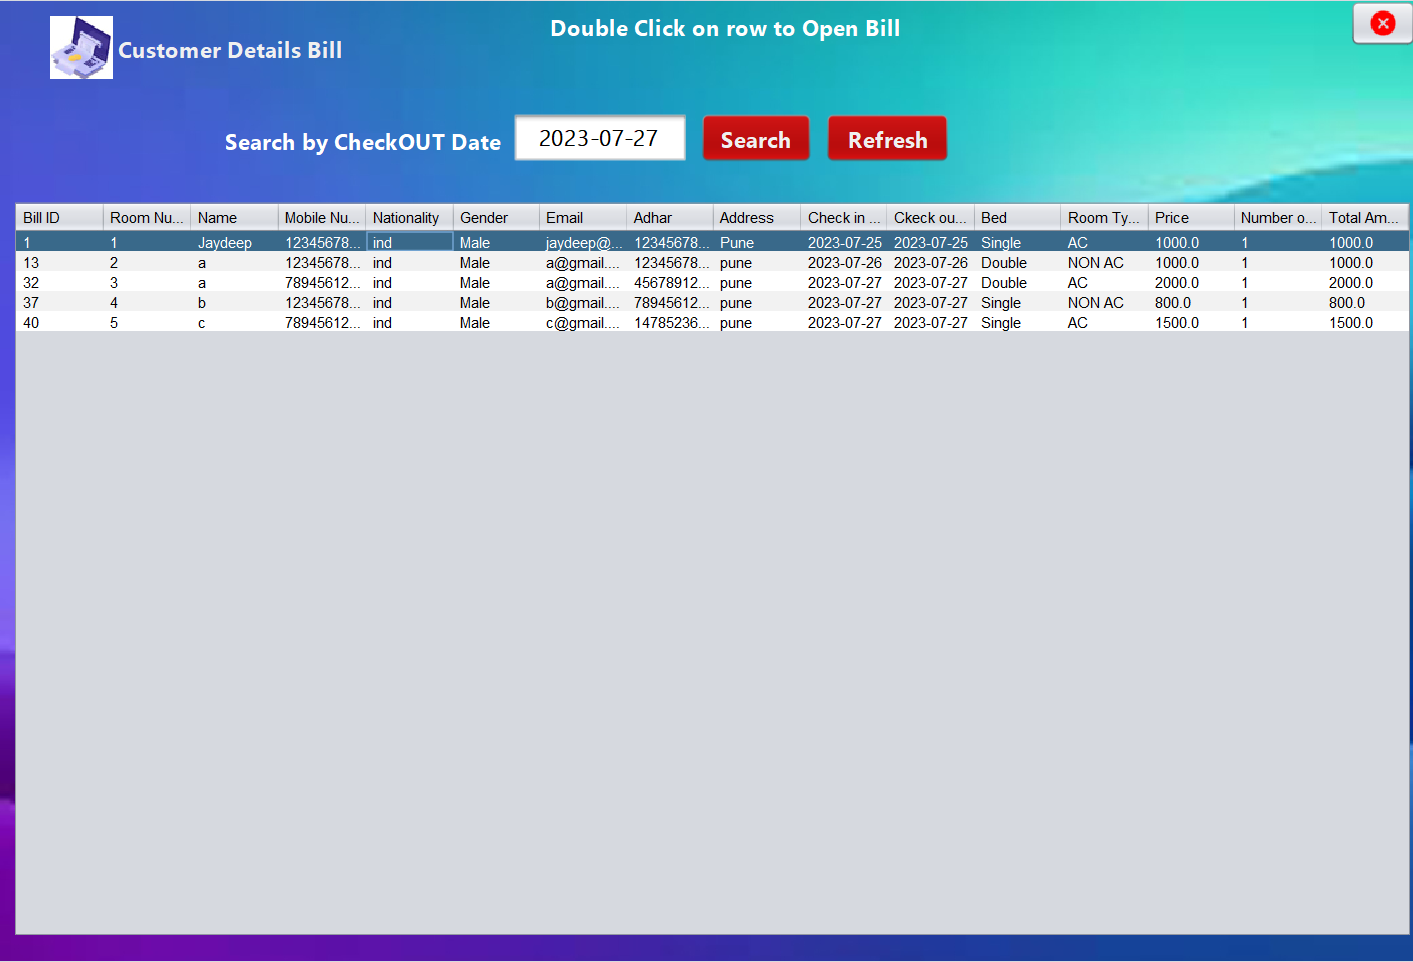 Double Click on row to Open Bill
Customer Details Bill
Search by CheckOUT Date 2023-07-27 Search Refresh
Bill ID Room Nu... Name Mobile Nu... Nationality Gender Email Adhar Address Check in ... Ckeck ou... Bed Room Ty... Price Number o... Total Am...
1 1 Jaydeep 12345678... ind Male jaydeep@... 12345678... Pune 2023-07-25 2023-07-25 Single AC 1000.0 1 1000.0
13 2 a 12345678... ind Male a@gmail.... 12345678... pune 2023-07-26 2023-07-26 Double NON AC 1000.0 1 1000.0
32 3 a 78945612... ind Male a@gmail.... 45678912... pune 2023-07-27 2023-07-27 Double AC 2000.0 1 2000.0
37 4 b 12345678... ind Male b@gmail.... 78945612... pune 2023-07-27 2023-07-27 Single NON AC 800.0 1 800.0
40 5 c 78945612... ind Male c@gmail.... 14785236... pune 2023-07-27 2023-07-27 Single AC 1500.0 1 1500.0